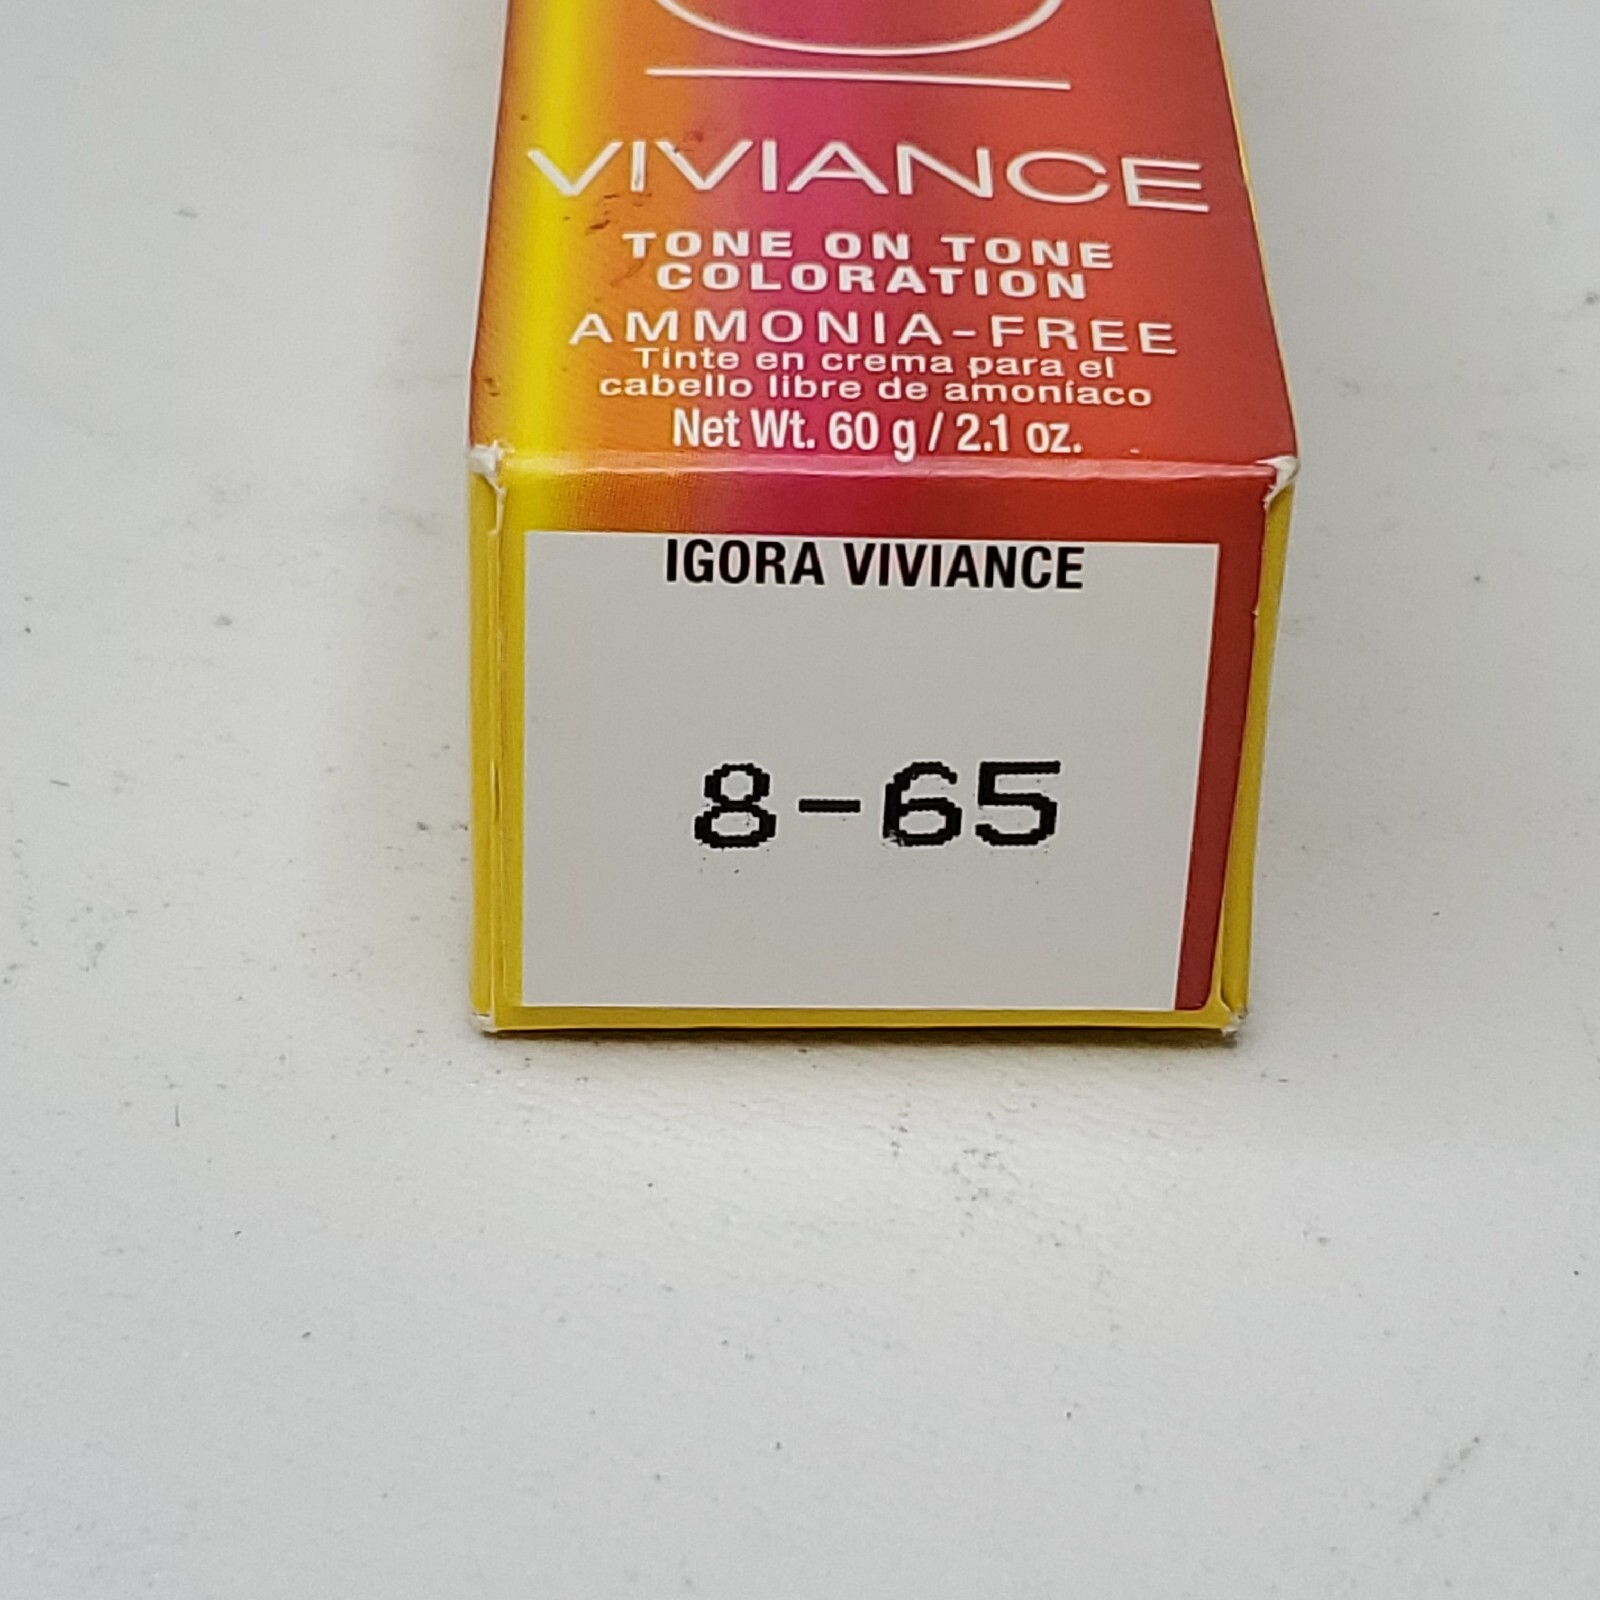 VIVIANCE
TONE ON TONE
COLORATION
AMMONIA-FREE
Tinte en crema para el
cabello libre de amoníaco
Net Wt. 60 g / 2.1 oz.
IGORA VIVIANCE
8-65